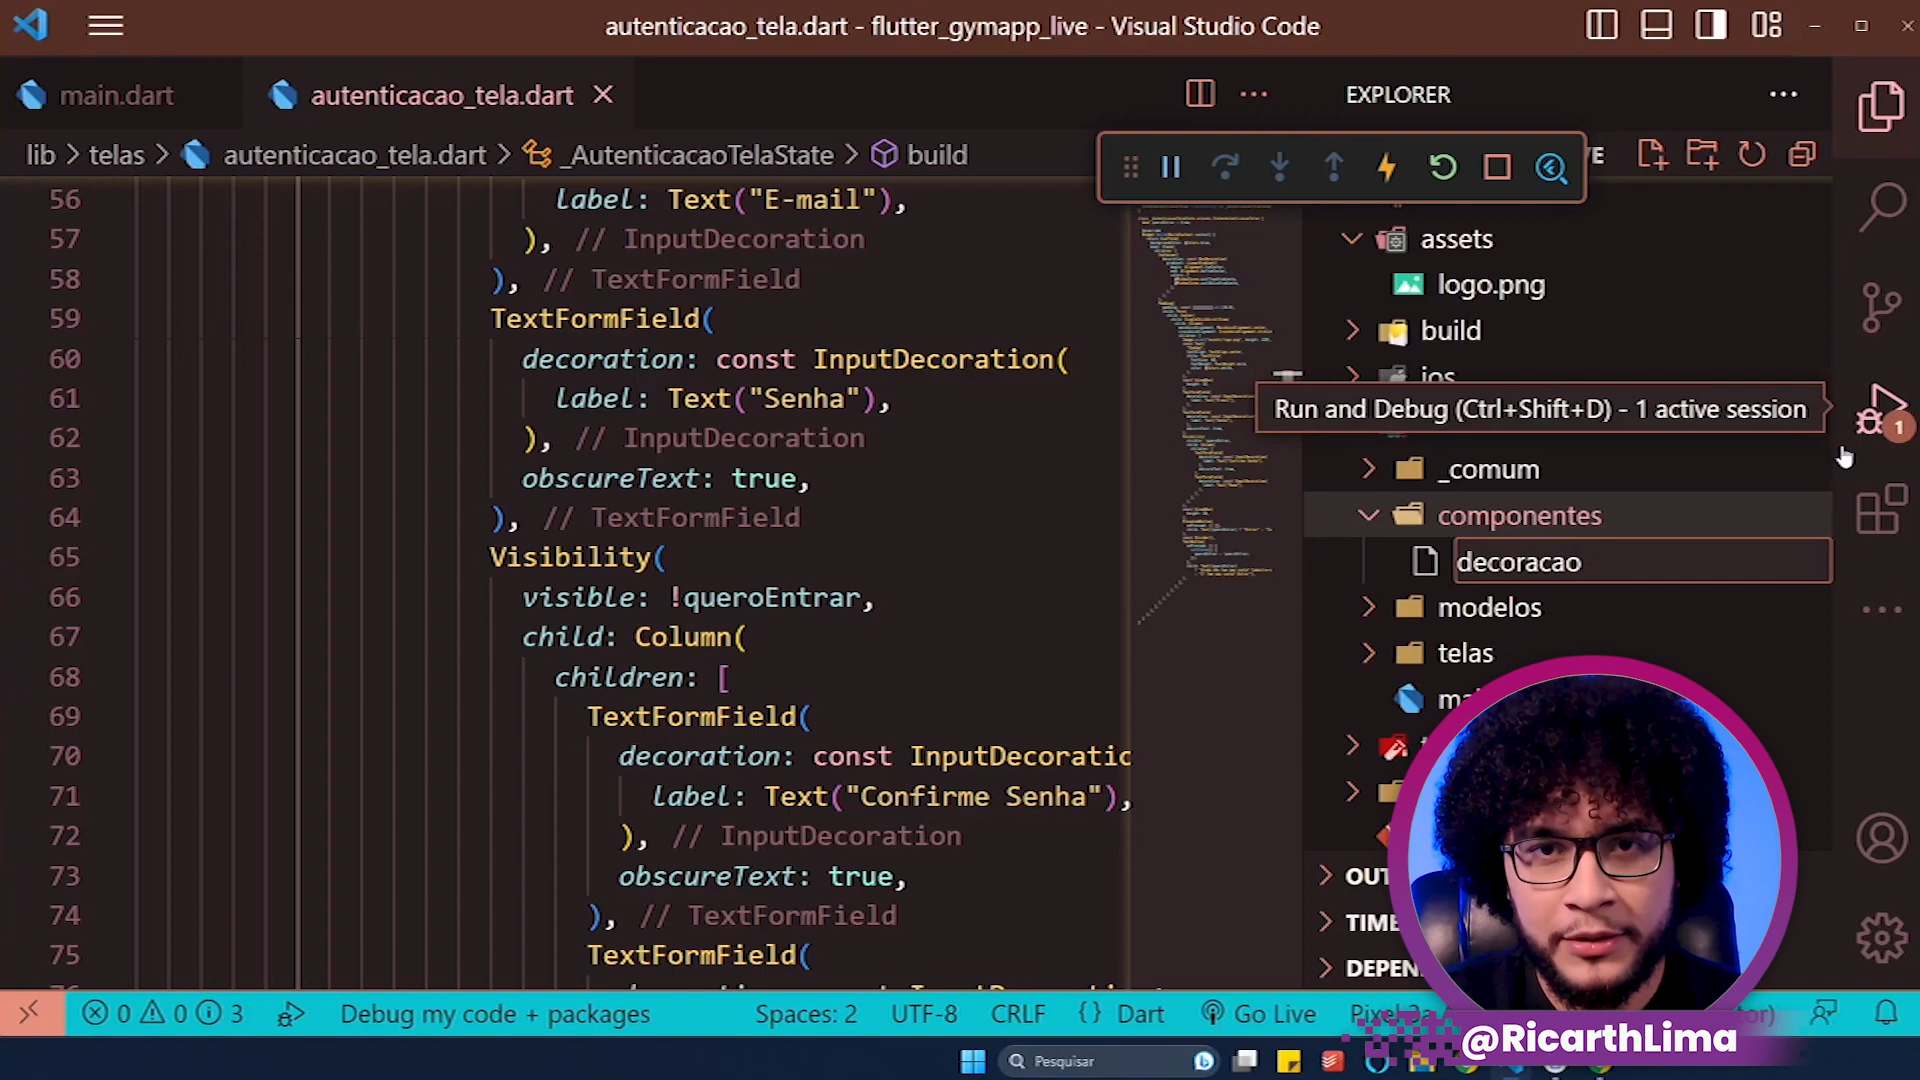 autenticacao_tela.dart - flutter_gymapp_live - Visual Studio Code
main.dart
autenticacao_tela.dart
EXPLORER
lib > telas > autenticacao_tela.dart > _AutenticacaoTelaState > build
56 label: Text("E-mail"),
57 ), // InputDecoration
58 ), // TextFormField
59 TextFormField(
60 decoration: const InputDecoration(
61 label: Text("Senha"),
62 ), // InputDecoration
63 obscureText: true,
64 ), // TextFormField
65 Visibility(
66 visible: !queroEntrar,
67 child: Column(
68 children: [
69 TextFormField(
70 decoration: const InputDecoratic
71 label: Text("Confirme Senha"),
72 ), // InputDecoration
73 obscureText: true,
74 ), // TextFormField
75 TextFormField(
assets
logo.png
build
ios
Run and Debug (Ctrl+Shift+D) - 1 active session
1
_comum
componentes
decoracao
modelos
telas
OUT
TIME
DEPEN
0 0 3
Debug my code + packages
Spaces: 2
UTF-8
CRLF
{ } Dart
Go Live
@RicarthLima
Pesquisar